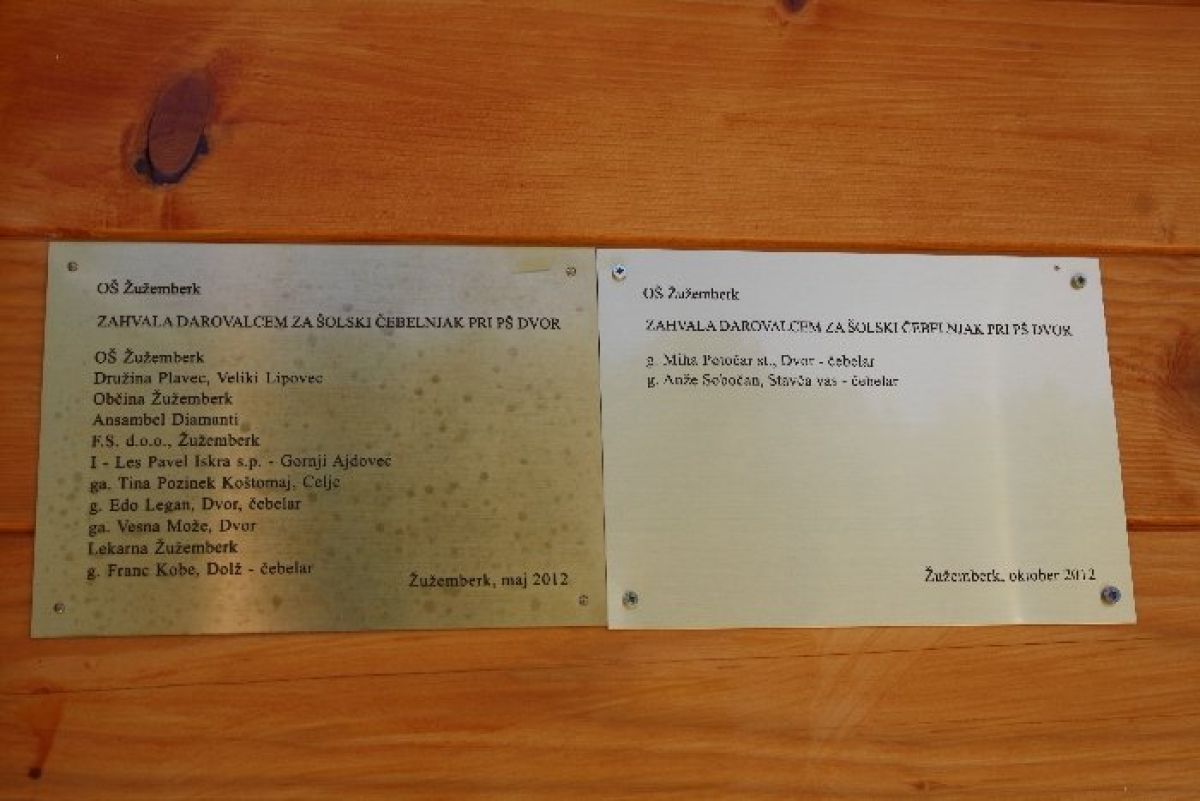 OŠ Žužemberk
ZAHVALA DAROVALCEM ZA ŠOLSKI ČEBELNJAK PRI PŠ DVOR
OŠ Žužemberk
Družina Plavec, Veliki Lipovec
Občina Žužemberk
Ansambel Diamanti
F.S. d.o.o., Žužemberk
I - Les Pavel Iskra s.p. - Gornji Ajdovec
ga. Tina Pozinek Koštomaj, Celje
g. Edo Legan, Dvor, čebelar
ga. Vesna Može, Dvor
Lekarna Žužemberk
g. Franc Kobe, Dolž - čebelar
Žužemberk, maj 2012
OŠ Žužemberk
ZAHVALA DAROVALCEM ZA ŠOLSKI ČEBELNJAK PRI PŠ DVOR
g. Miha Potočar st., Dvor - čebelar
g. Anže Sobočan, Stavča vas - čebelar
Žužemberk, oktober 2012